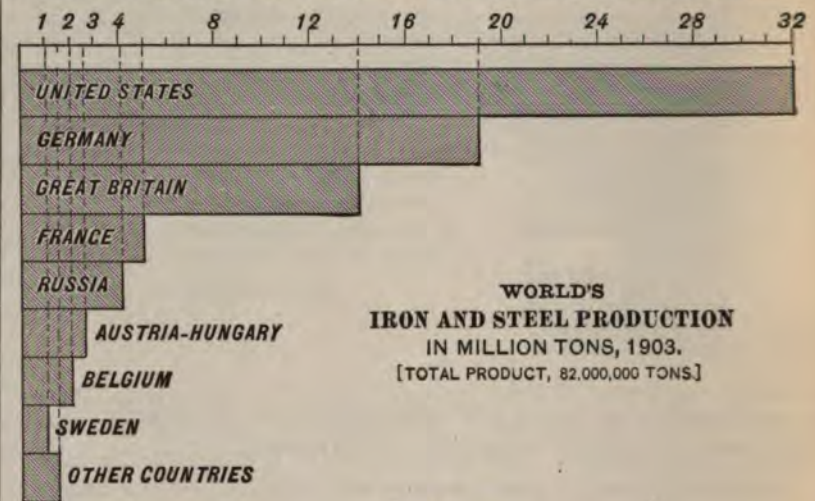 1 2 3 4 8 12 16 20 24 28 32
UNITED STATES
GERMANY
GREAT BRITAIN
FRANCE
RUSSIA
AUSTRIA-HUNGARY
BELGIUM
SWEDEN
OTHER COUNTRIES
WORLD'S
IRON AND STEEL PRODUCTION
IN MILLION TONS, 1903.
[TOTAL PRODUCT, 82.000,000 TONS.]